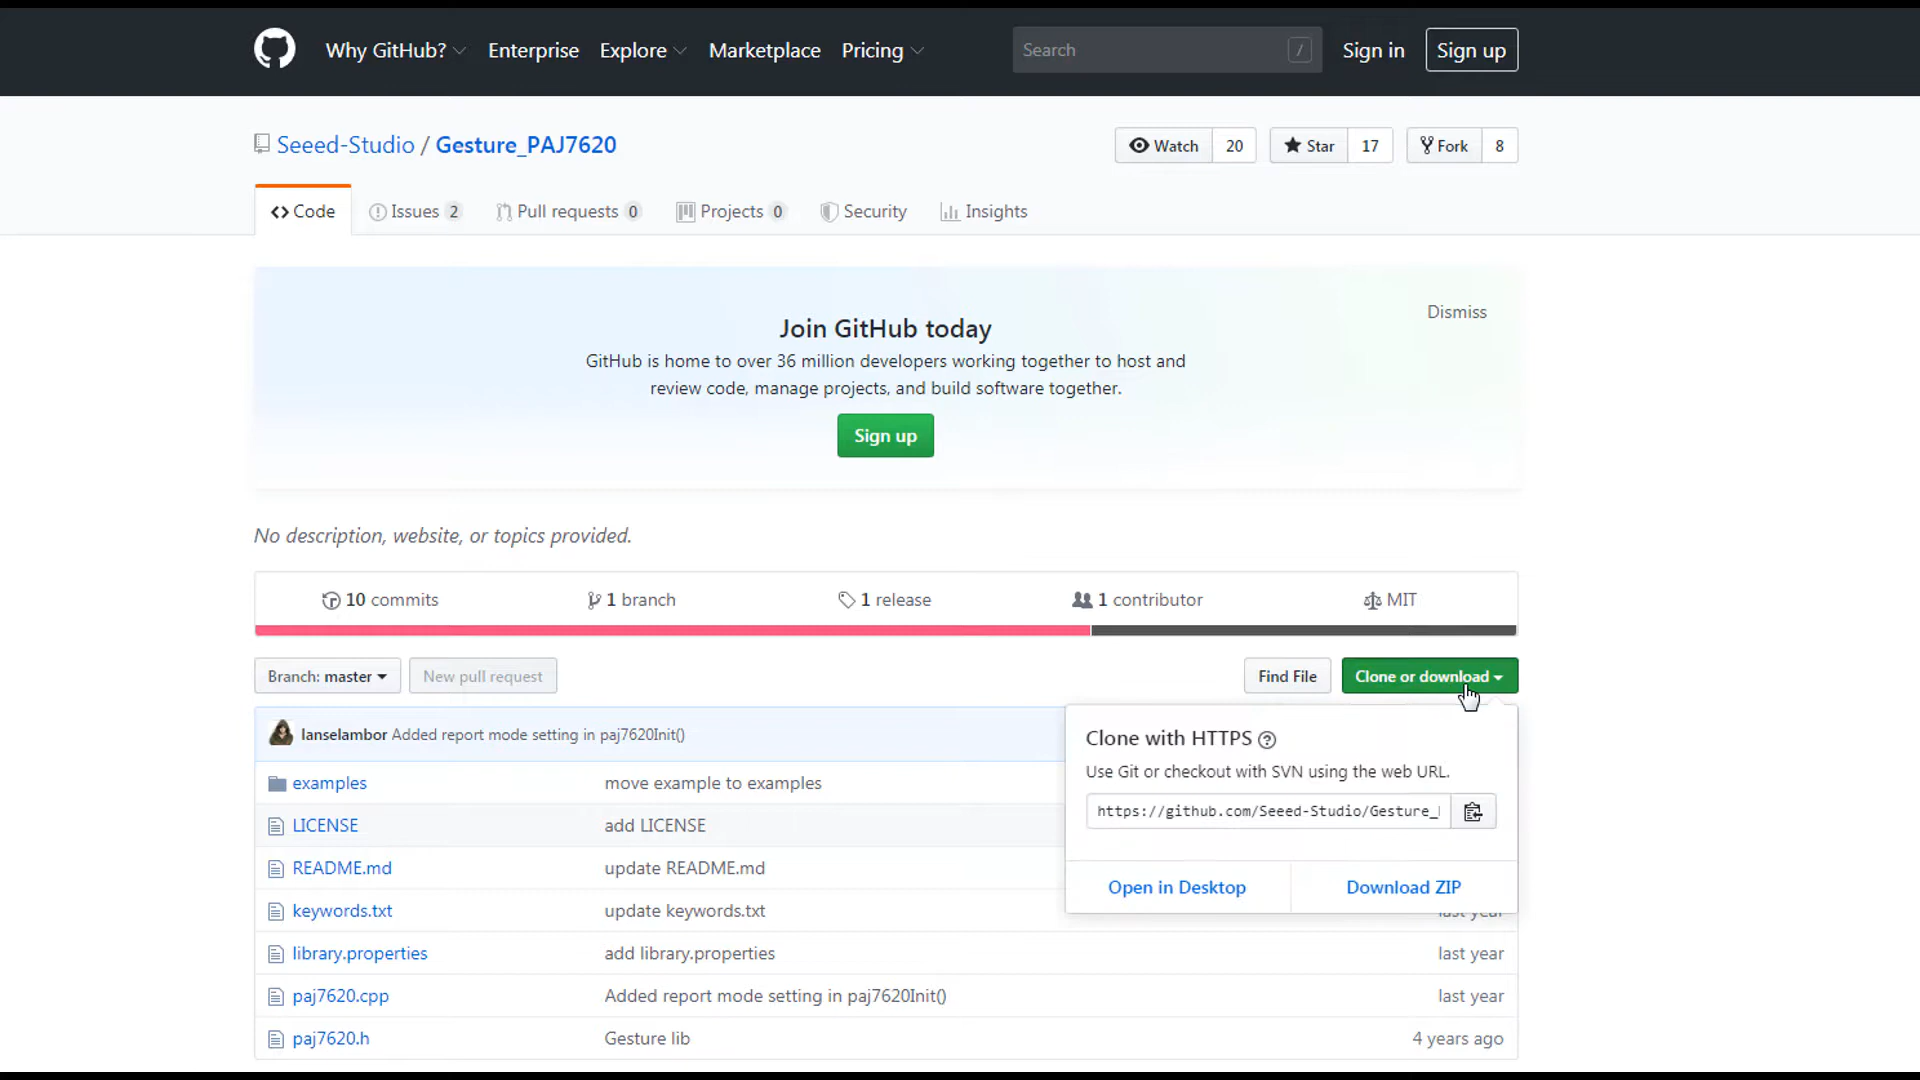 Why GitHub? Enterprise Explore Marketplace Pricing Search / Sign in Sign up
Seeed-Studio / Gesture_PAJ7620 Watch 20 Star 17 Fork 8
<> Code Issues 2 Pull requests 0 Projects 0 Security Insights
Dismiss
Join GitHub today
GitHub is home to over 36 million developers working together to host and
review code, manage projects, and build software together.
Sign up
No description, website, or topics provided.
10 commits 1 branch 1 release 1 contributor MIT
Branch: master New pull request Find File Clone or download
lanselambor Added report mode setting in paj7620Init()
Clone with HTTPS ?
Use Git or checkout with SVN using the web URL.
https://github.com/Seeed-Studio/Gesture_
Open in Desktop Download ZIP
examples move example to examples
LICENSE add LICENSE
README.md update README.md
keywords.txt update keywords.txt last year
library.properties add library.properties last year
paj7620.cpp Added report mode setting in paj7620Init() last year
paj7620.h Gesture lib 4 years ago